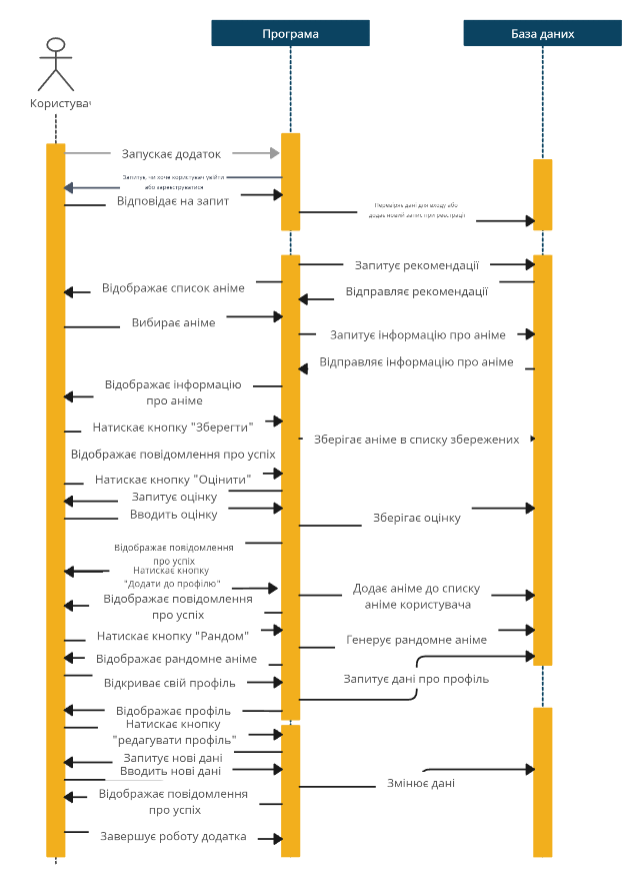 Програма
База даних
Користувач
Запускає додаток
Запитує, чи хоче користувач увійти
або зареєструватися
Відповідає на запит
Перевіряє дані для входу або
додає новий запис при реєстрації
Запитує рекомендації
Відображає список аніме
Відправляє рекомендації
Вибирає аніме
Запитує інформацію про аніме
Відправляє інформацію про аніме
Відображає інформацію
про аніме
Натискає кнопку "Зберегти"
Зберігає аніме в списку збережених
Відображає повідомлення про успіх
Натискає кнопку "Оцінити"
Запитує оцінку
Вводить оцінку
Зберігає оцінку
Відображає повідомлення
про успіх
Натискає кнопку
"Додати до профілю"
Додає аніме до списку
аніме користувача
Відображає повідомлення
про успіх
Натискає кнопку "Рандом"
Генерує рандомне аніме
Відображає рандомне аніме
Запитує дані про профіль
Відкриває свій профіль
Відображає профіль
Натискає кнопку
"редагувати профіль"
Запитує нові дані
Вводить нові дані
Змінює дані
Відображає повідомлення
про успіх
Завершує роботу додатка